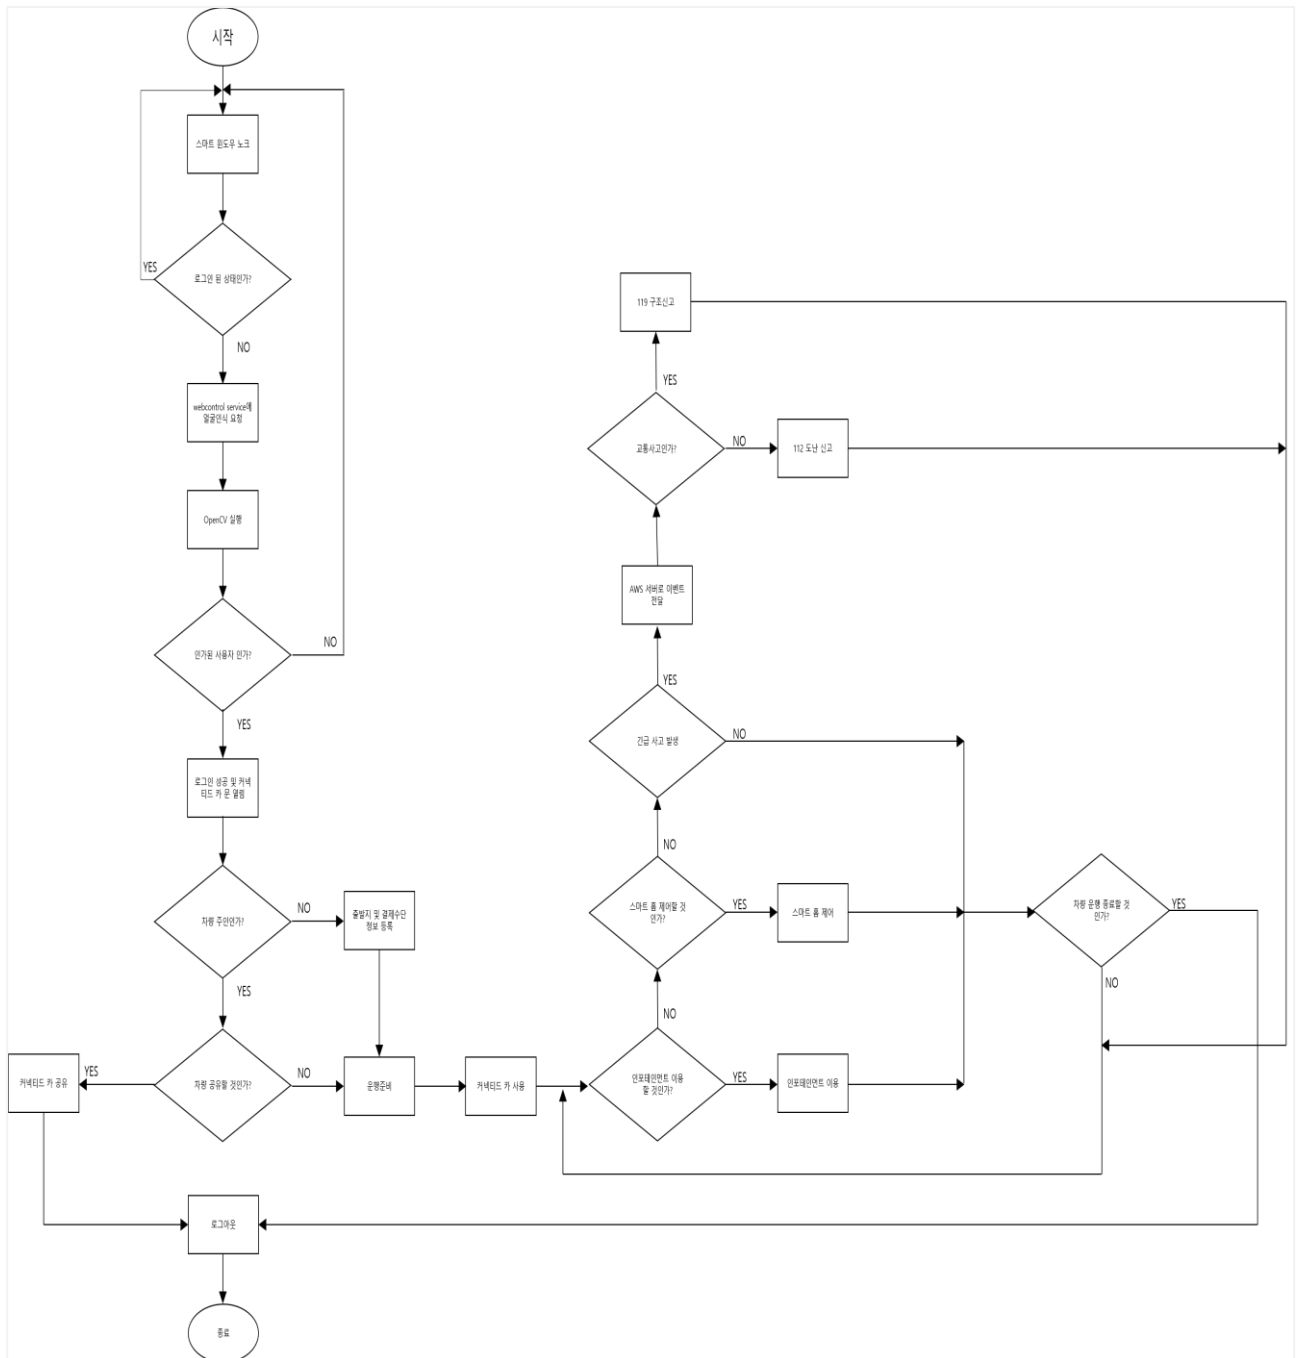 시작
스마트 윈도우 노크
로그인 된 상태인가?
YES
NO
webcontrol service에
얼굴인식 요청
OpenCV 실행
인가된 사용자 인가?
NO
YES
로그인 성공 및 커넥
티드 카 문 열림
차량 주인인가?
NO
출발지 및 결제수단
정보 등록
YES
차량 공유할 것인가?
YES
커넥티드 카 공유
NO
운행준비
커넥티드 카 사용
인포테인먼트 이용
할 것인가?
YES
인포테인먼트 이용
NO
스마트 홈 제어할 것
인가?
YES
스마트 홈 제어
NO
긴급 사고 발생
NO
YES
AWS 서버로 이벤트
전달
교통사고인가?
NO
112 도난 신고
YES
119 구조신고
차량 운행 종료할 것
인가?
YES
NO
로그아웃
종료